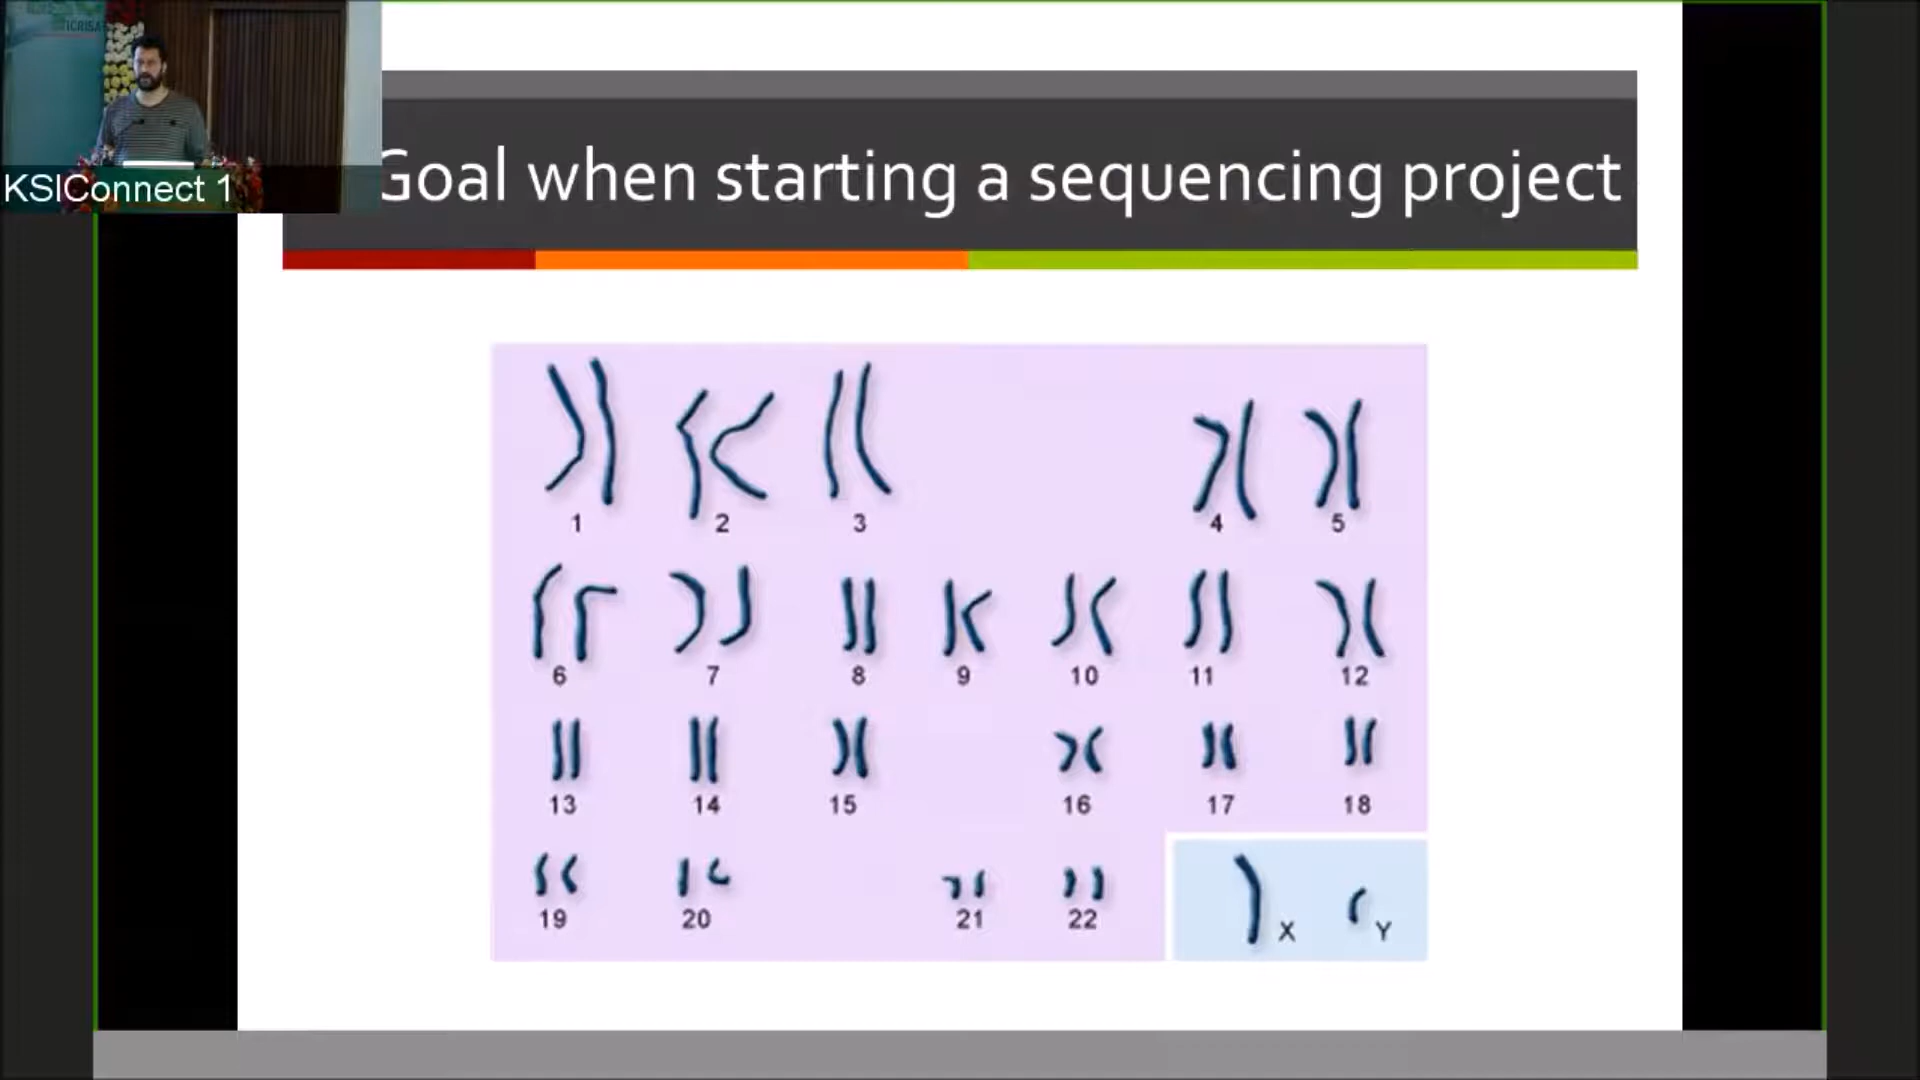 ICRISAT
KSIConnect 1
Goal when starting a sequencing project
1 2 3 4 5
6 7 8 9 10 11 12
13 14 15 16 17 18
19 20 21 22 X Y